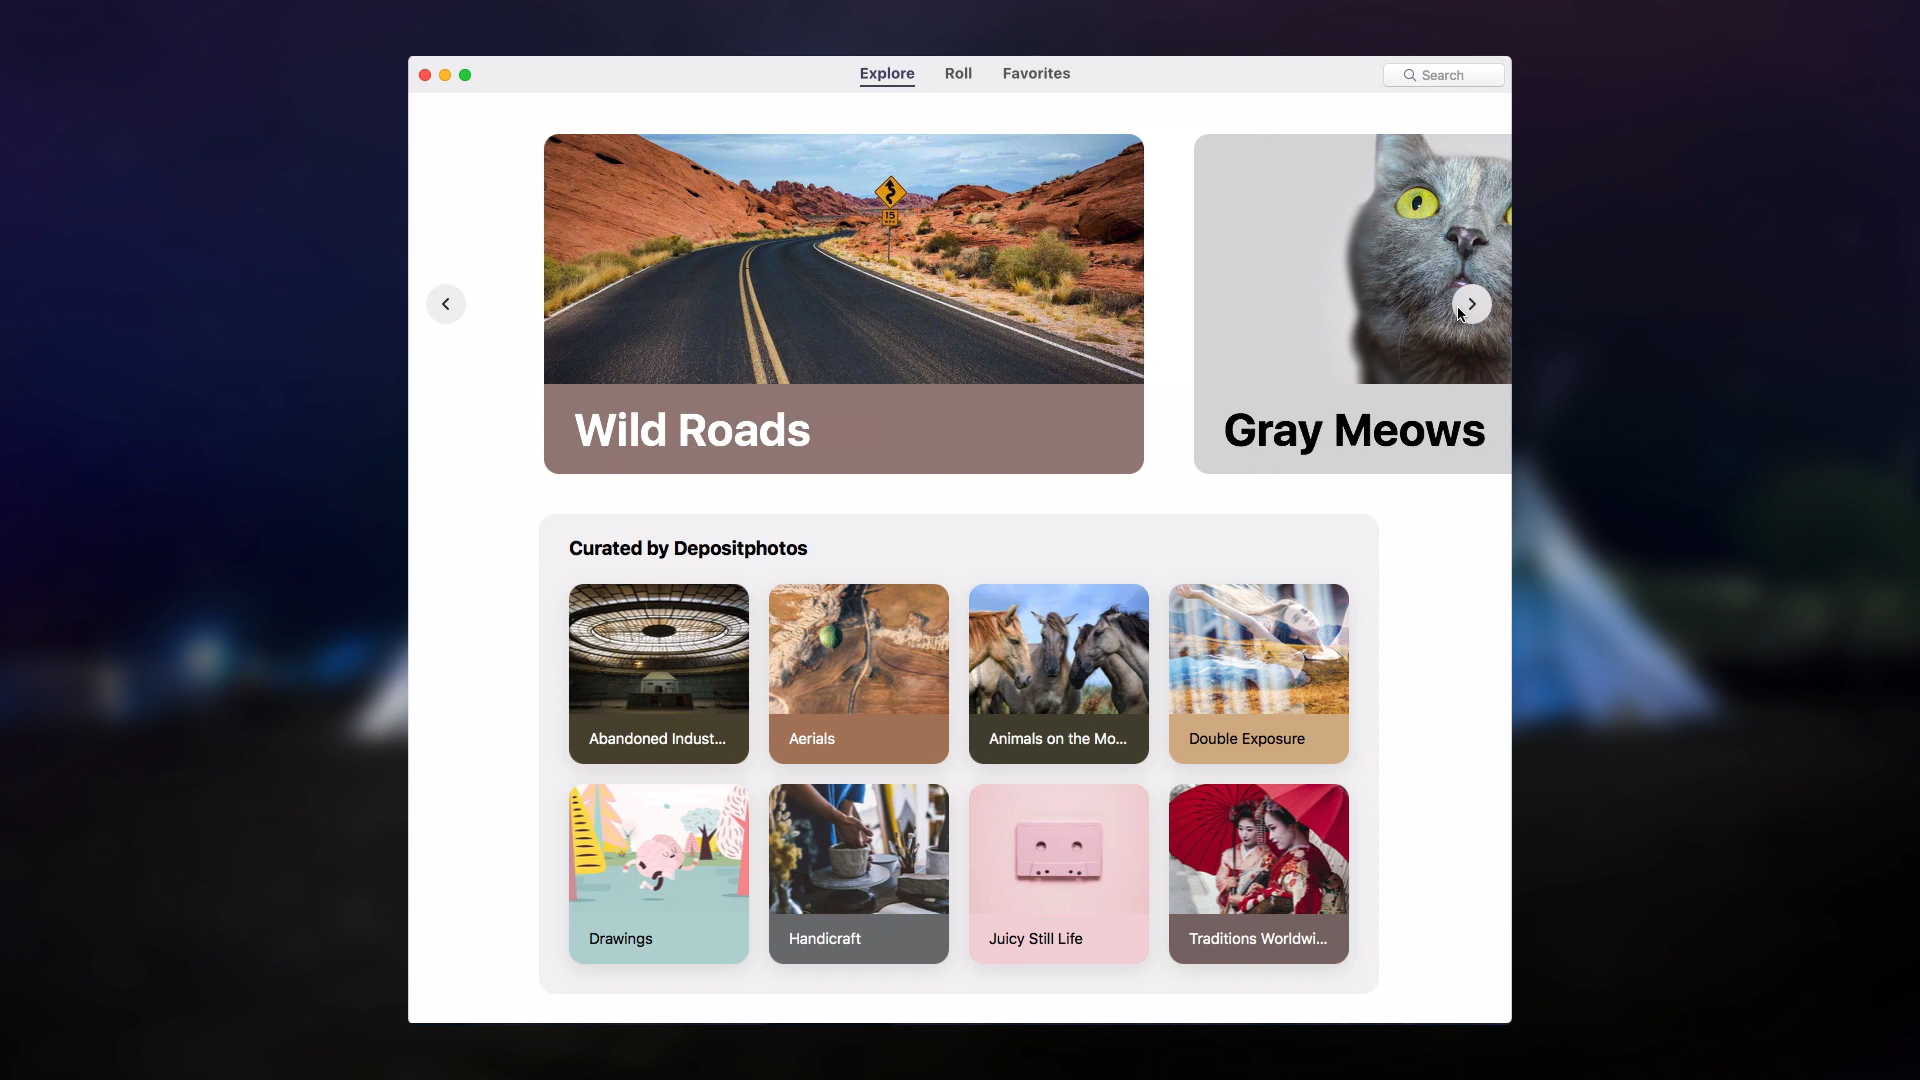 Explore Roll Favorites Search
15
Wild Roads
Gray Meows
Curated by Depositphotos
Abandoned Indust...
Aerials
Animals on the Mo...
Double Exposure
Drawings
Handicraft
Juicy Still Life
Traditions Worldwi...